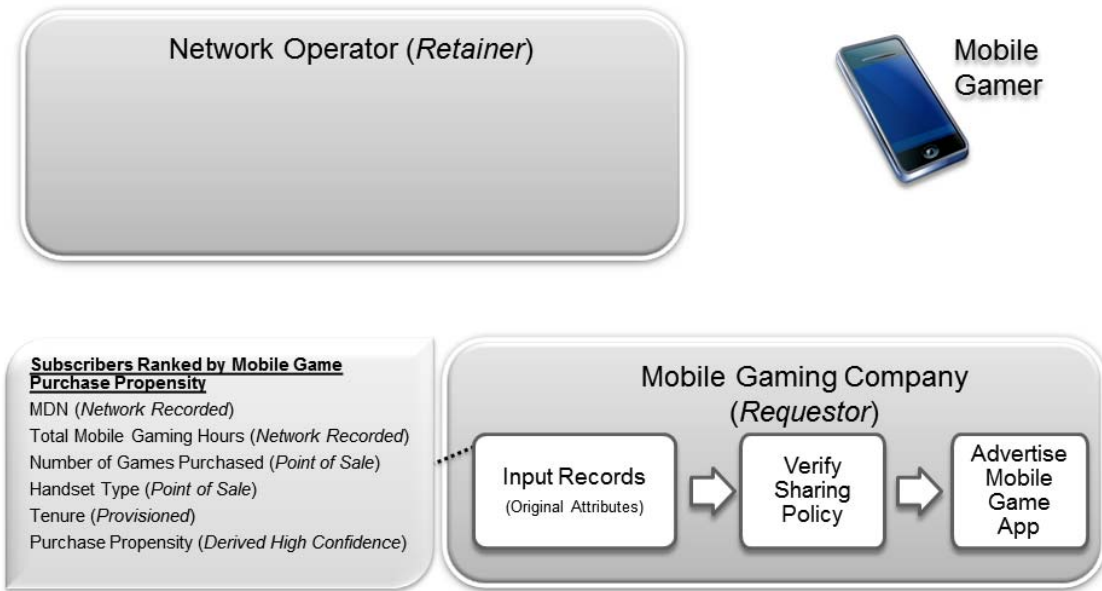 Network Operator (Retainer)
Mobile
Gamer
Subscribers Ranked by Mobile Game
Purchase Propensity
MDN (Network Recorded)
Total Mobile Gaming Hours (Network Recorded)
Number of Games Purchased (Point of Sale)
Handset Type (Point of Sale)
Tenure (Provisioned)
Purchase Propensity (Derived High Confidence)
Mobile Gaming Company
(Requestor)
Input Records
(Original Attributes)
Verify
Sharing
Policy
Advertise
Mobile
Game
App